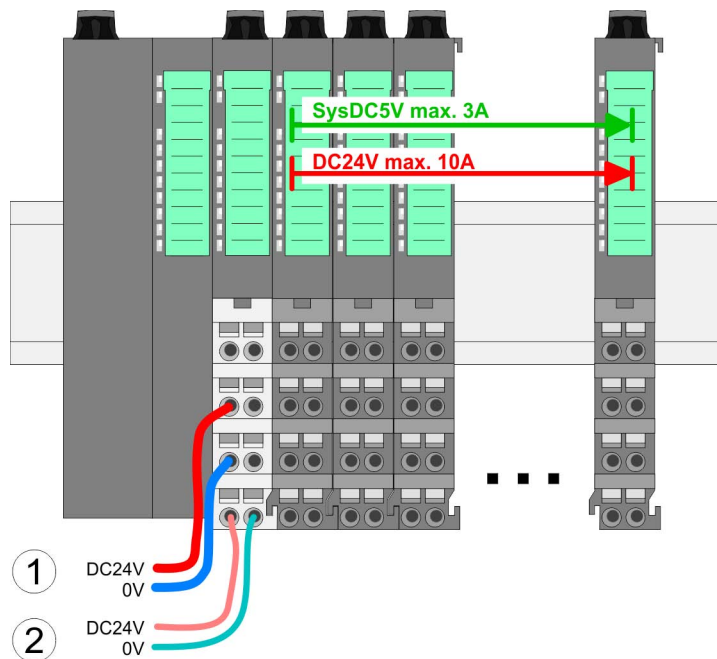 SysDC5V max. 3A
DC24V max. 10A
1 DC24V
0V
2 DC24V
0V